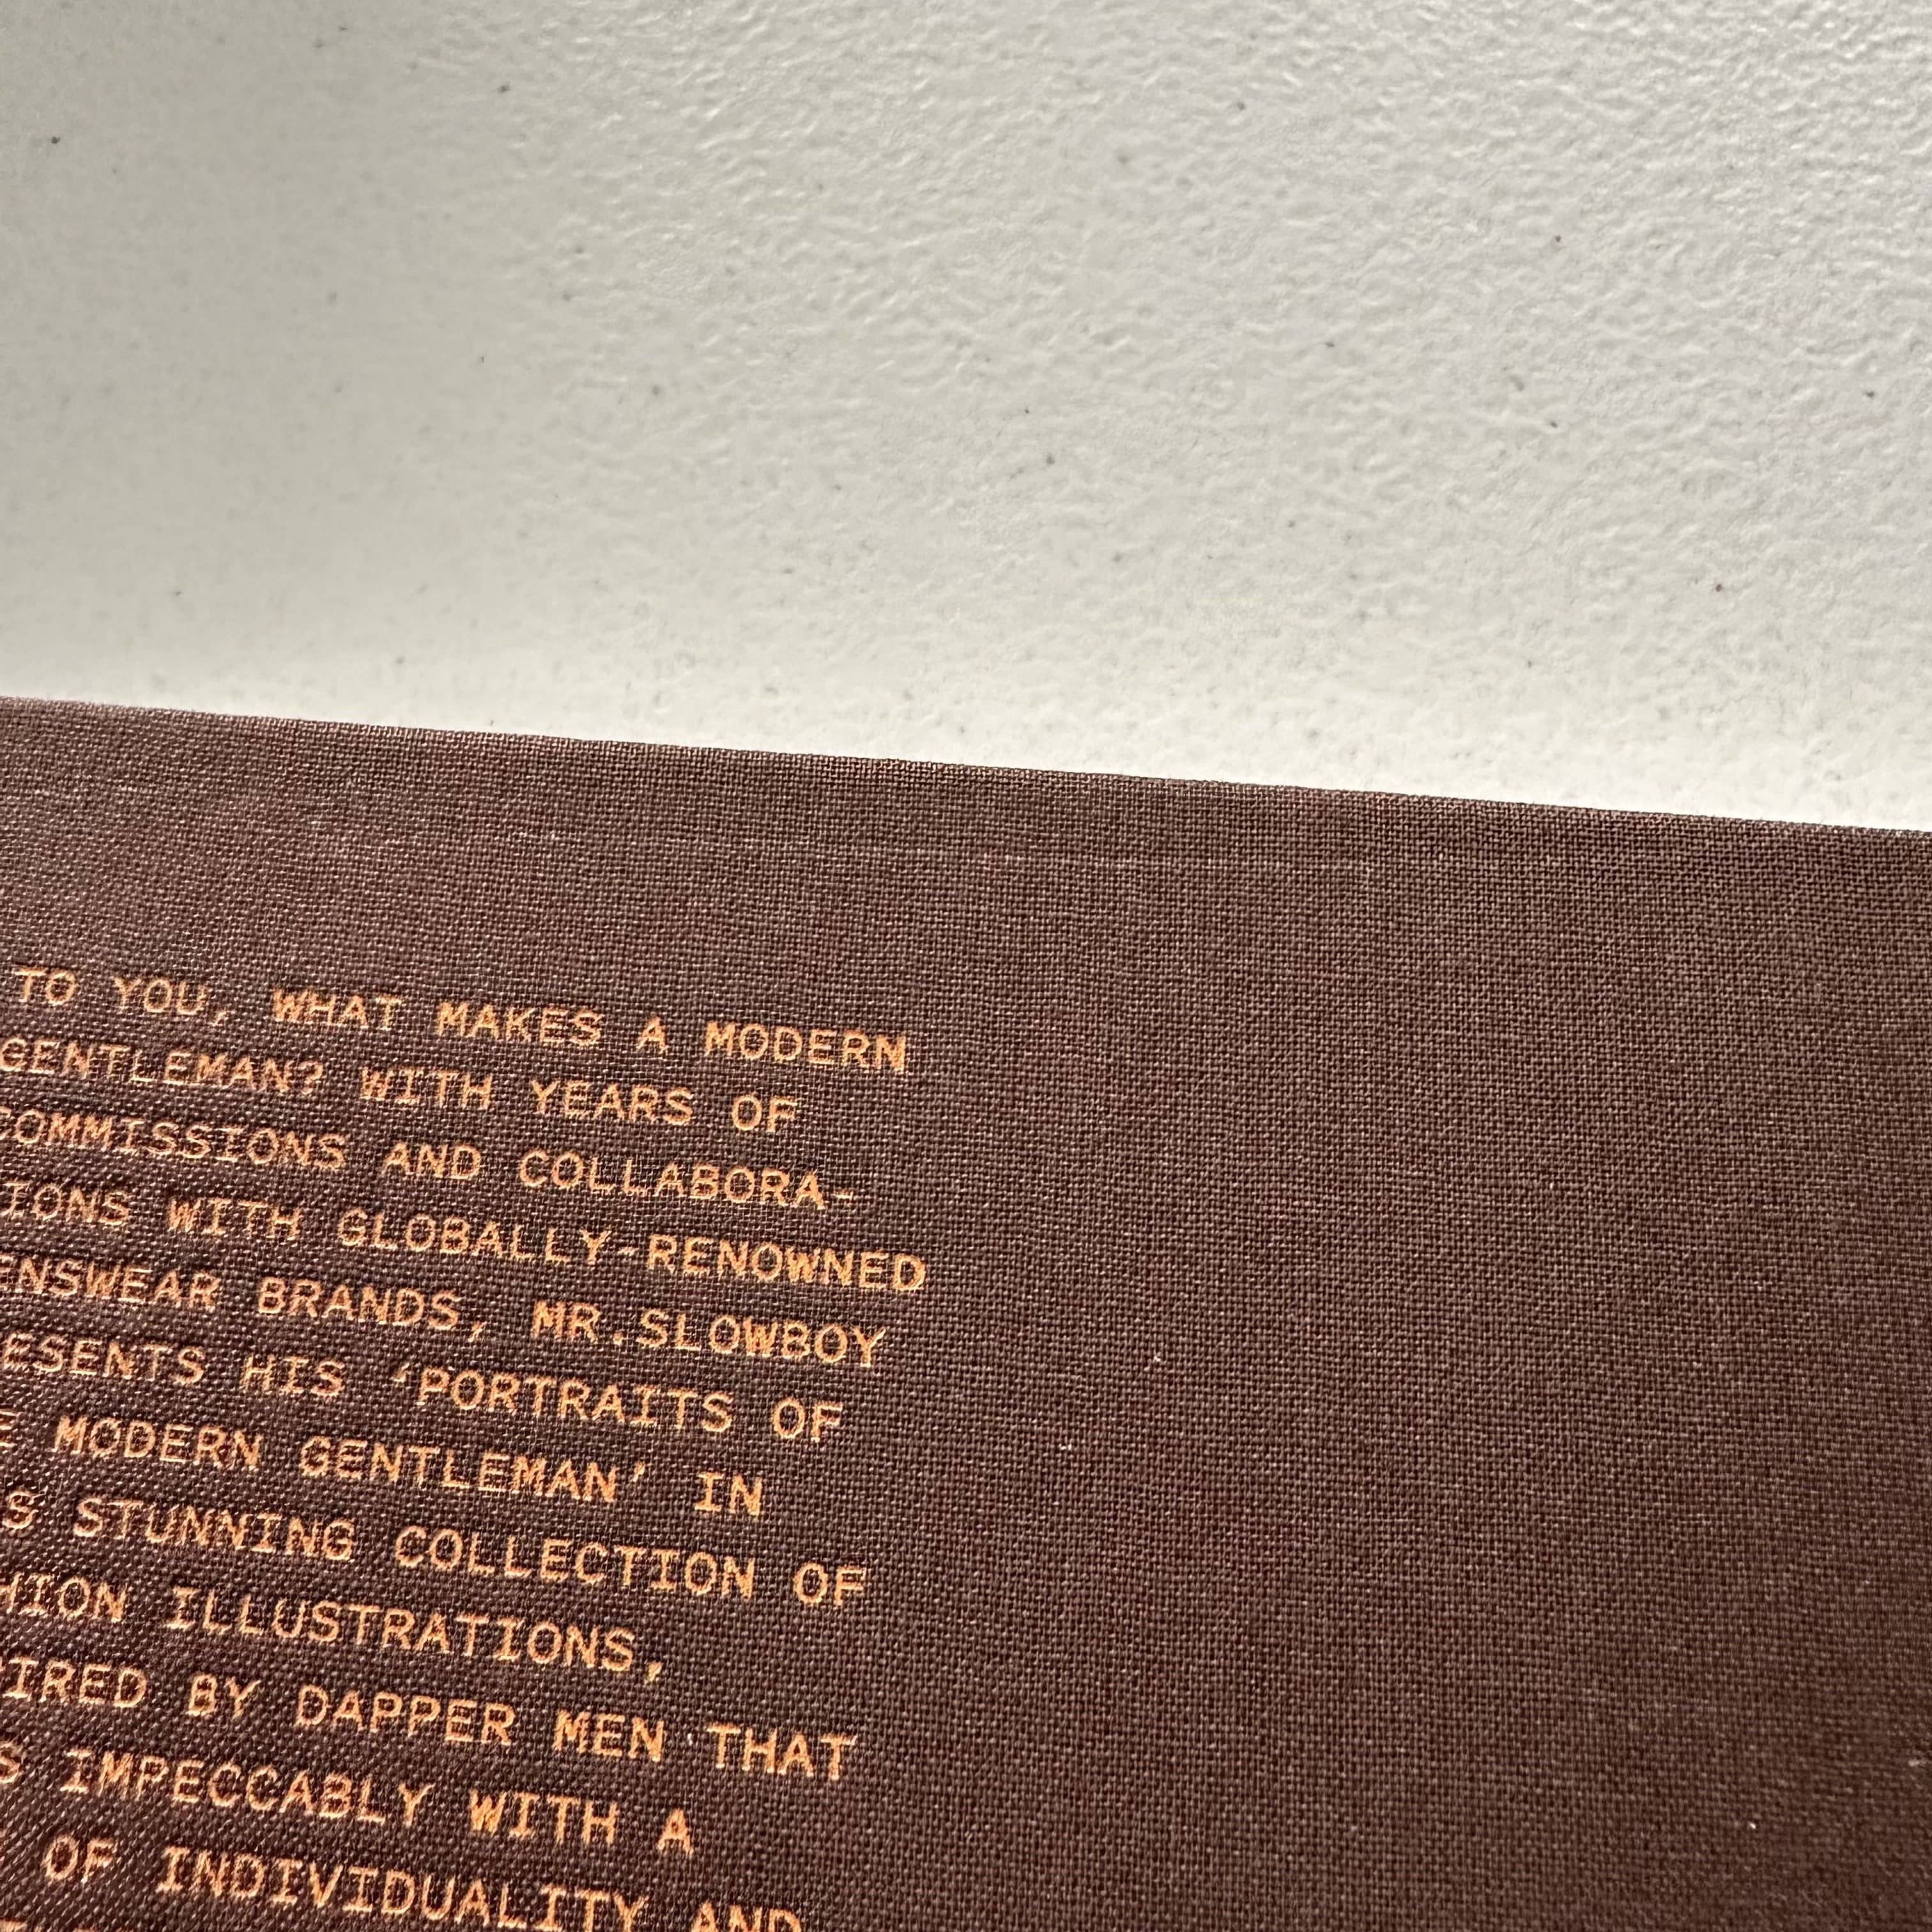 TO YOU, WHAT MAKES A MODERN
GENTLEMAN? WITH YEARS OF
COMMISSIONS AND COLLABORA-
IONS WITH GLOBALLY-RENOWNED
ENSWEAR BRANDS, MR.SLOWBOY
ESENTS HIS 'PORTRAITS OF
E MODERN GENTLEMAN' IN
S STUNNING COLLECTION OF
HION ILLUSTRATIONS,
IRED BY DAPPER MEN THAT
S IMPECCABLY WITH A
OF INDIVIDUALITY AND